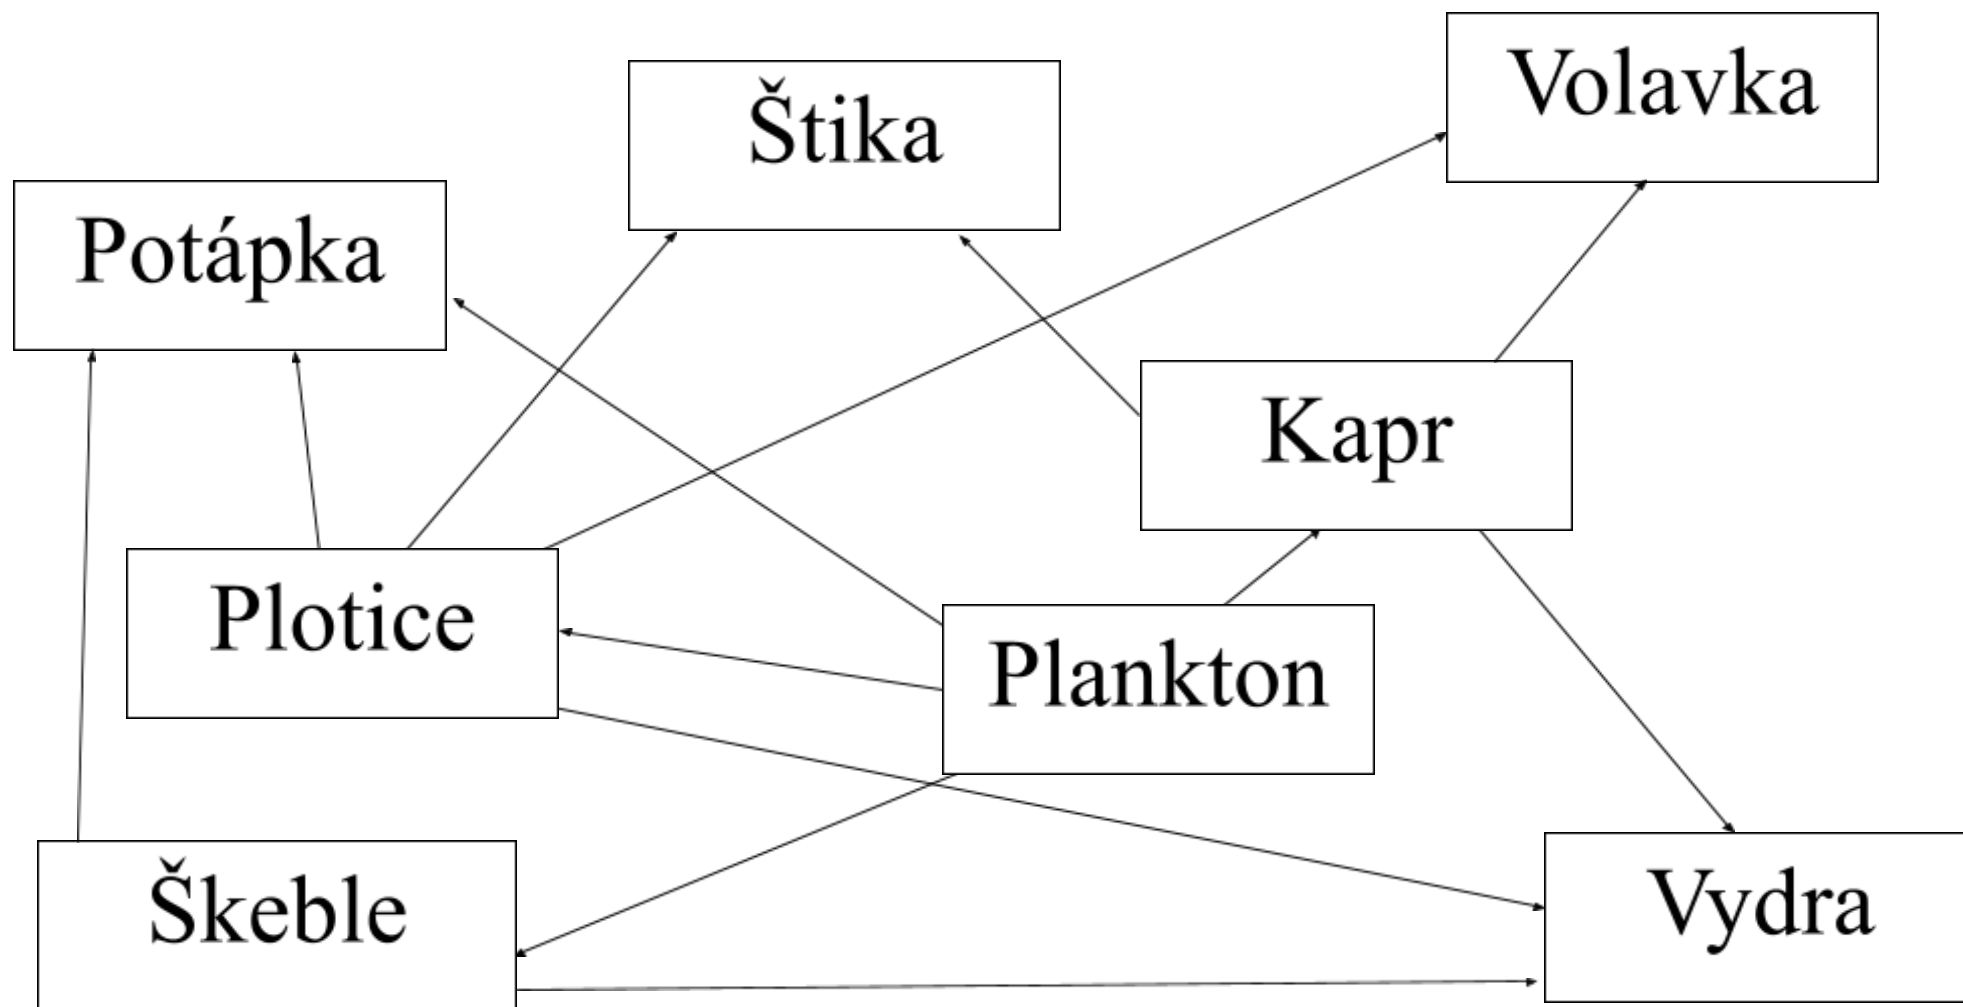 Volavka
Štika
Potápka
Kapr
Plotice
Plankton
Škeble
Vydra